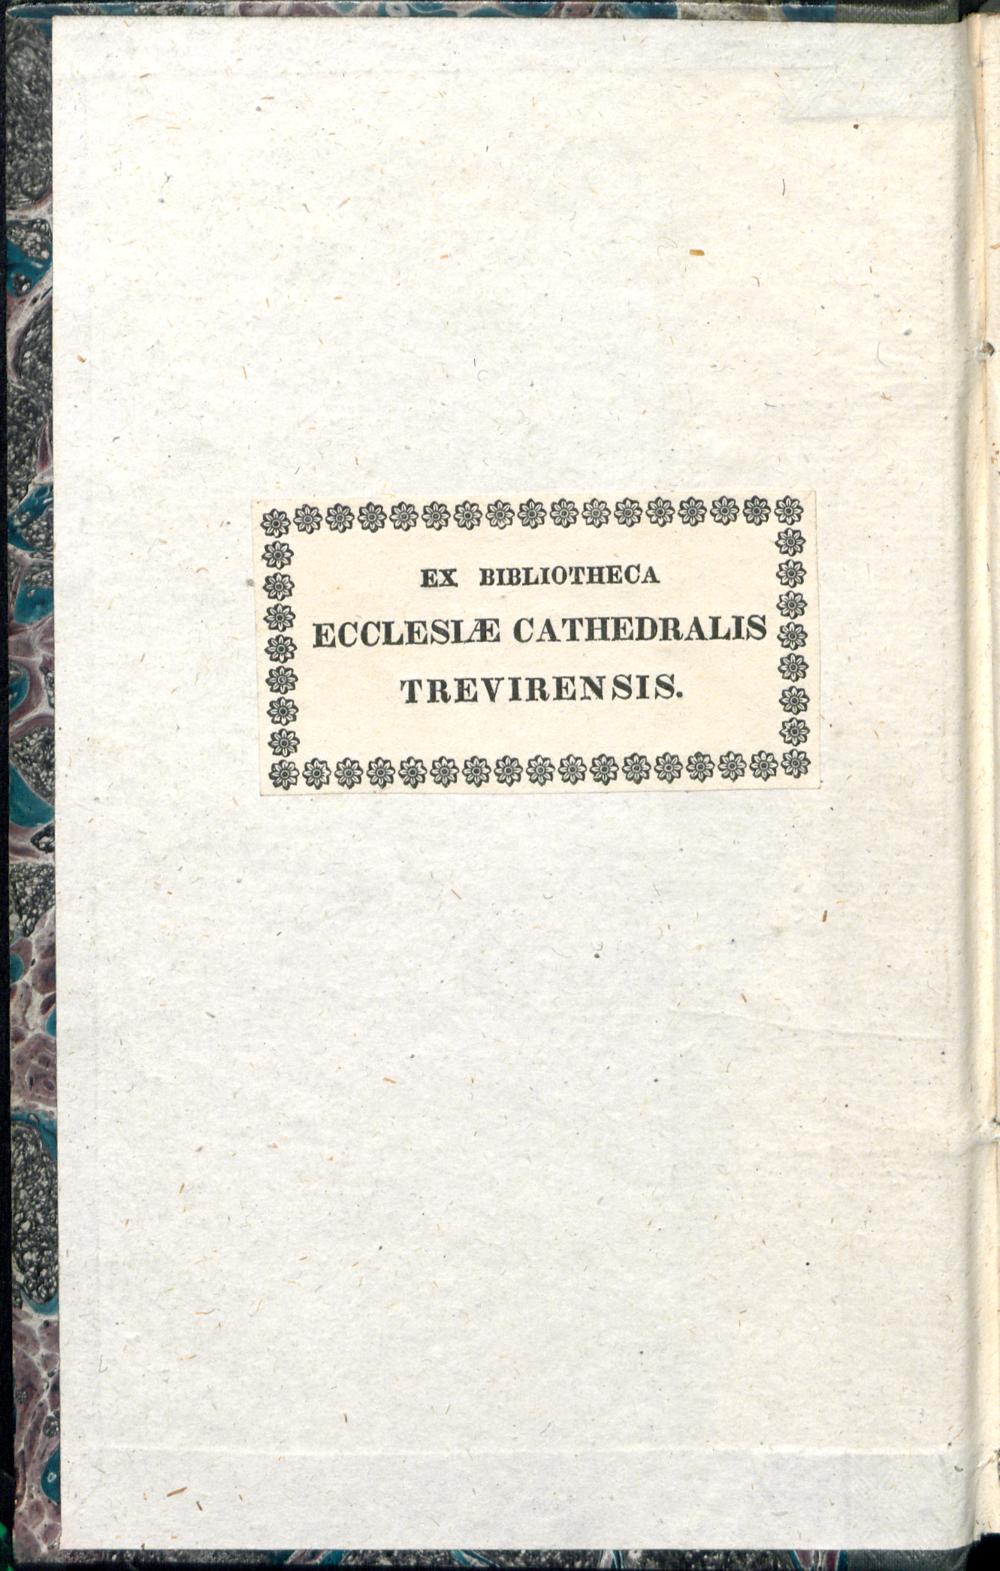 EX BIBLIOTHECA
ECCLESIÆ CATHEDRALIS
TREVIRENSIS.